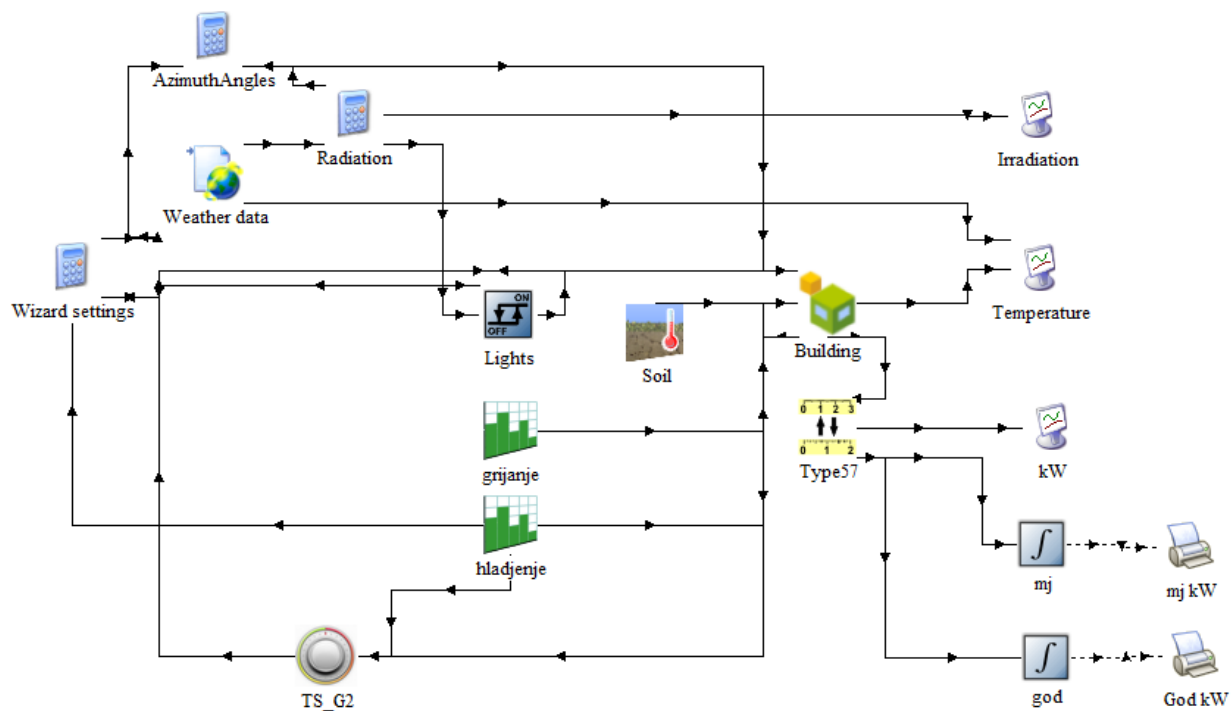 AzimuthAngles
Radiation
Irradiation
Weather data
Wizard settings
ON
OFF
Lights
Soil
Building
Temperature
0 1 2 3
0 1 2
Type57
kW
grijanje
hladjenje
∫
mj
mj kW
TS_G2
∫
god
God kW